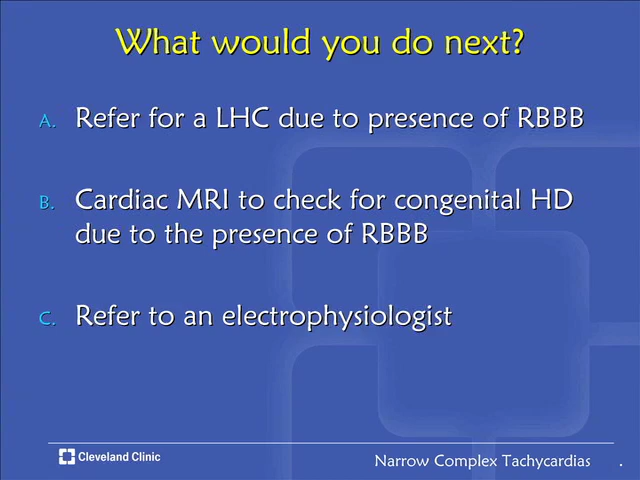 What would you do next?
A. Refer for a LHC due to presence of RBBB
B. Cardiac MRI to check for congenital HD
due to the presence of RBBB
C. Refer to an electrophysiologist
Cleveland Clinic
Narrow Complex Tachycardias .